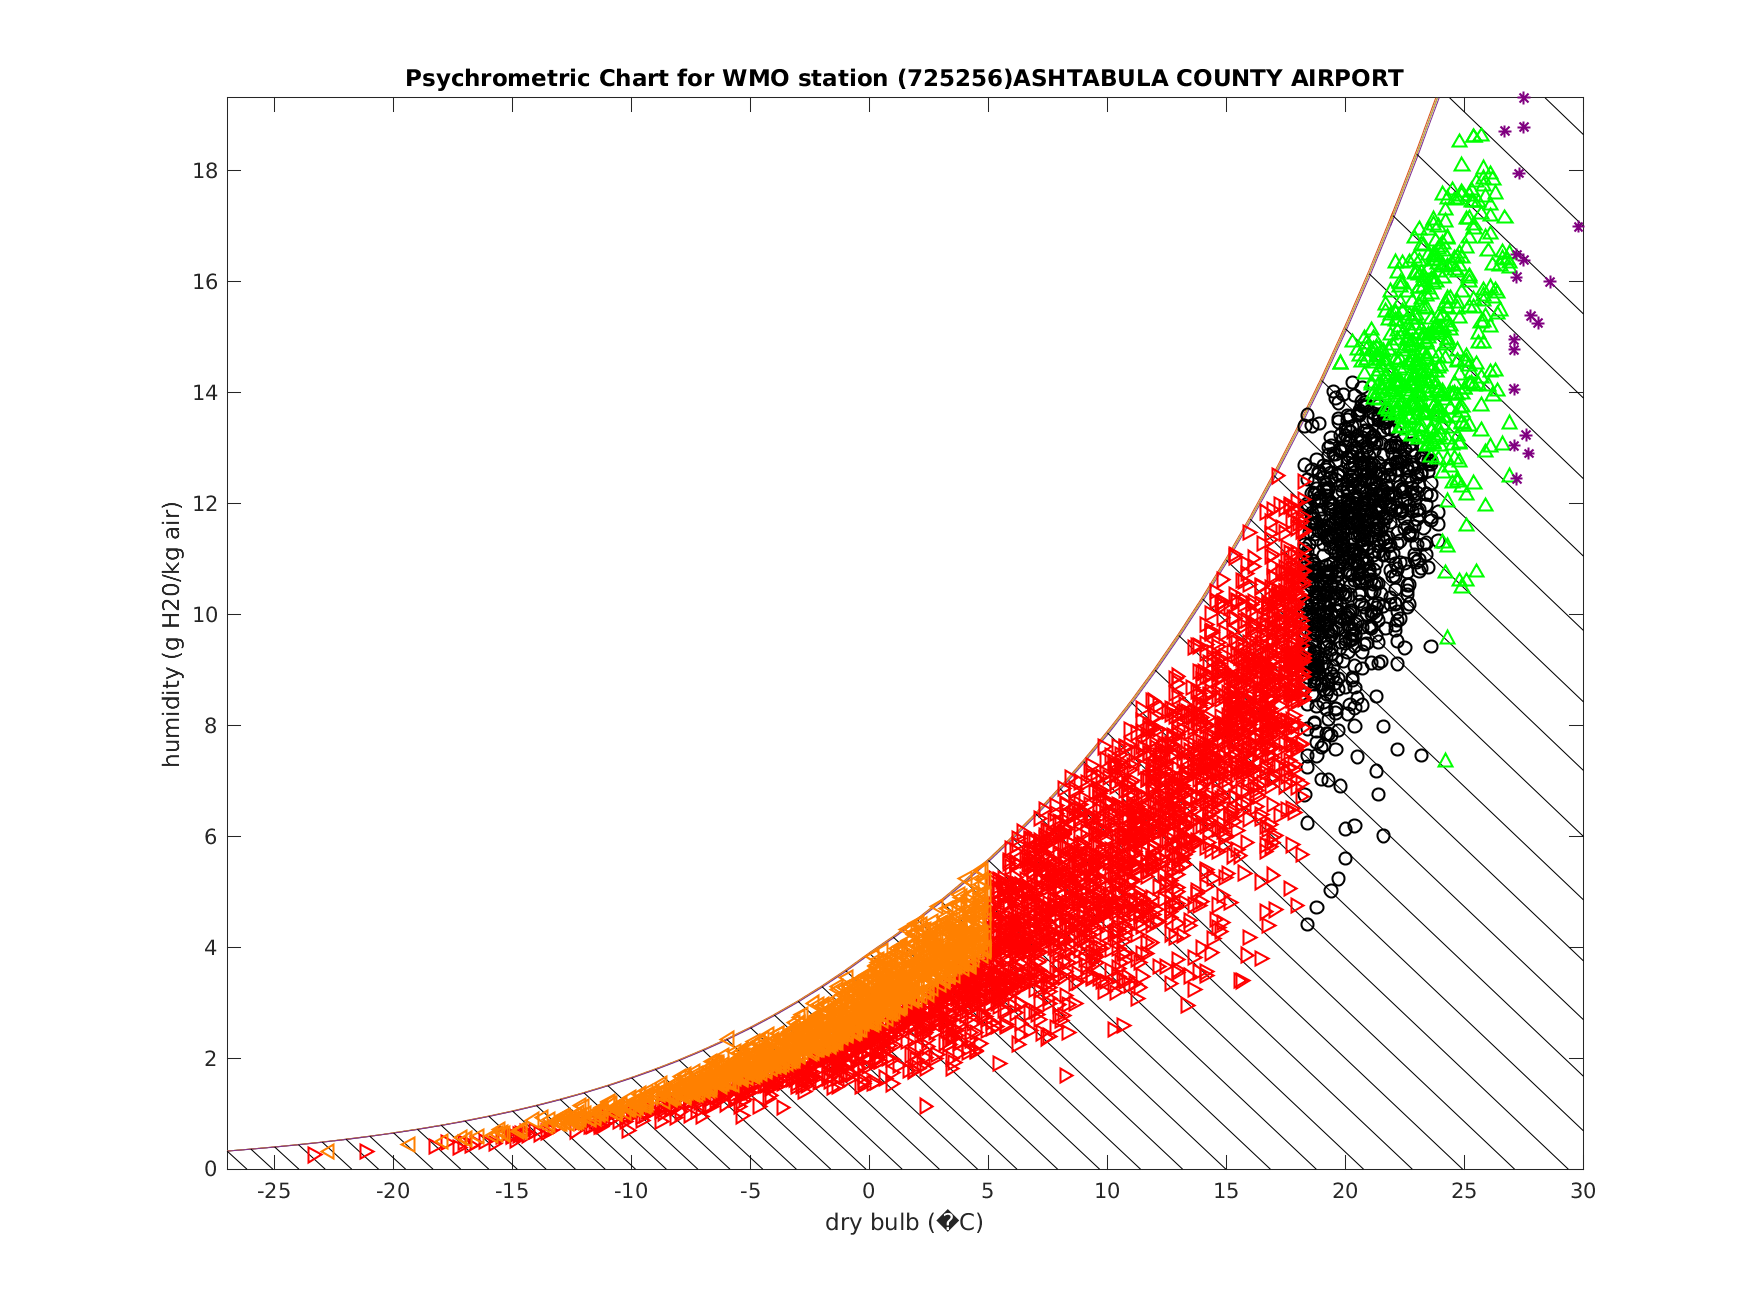 Psychrometric Chart for WMO station (725256)ASHTABULA COUNTY AIRPORT
humidity (g H20/kg air)
18
16
14
12
10
8
6
4
2
0
-25 -20 -15 -10 -5 0 5 10 15 20 25 30
dry bulb (�C)